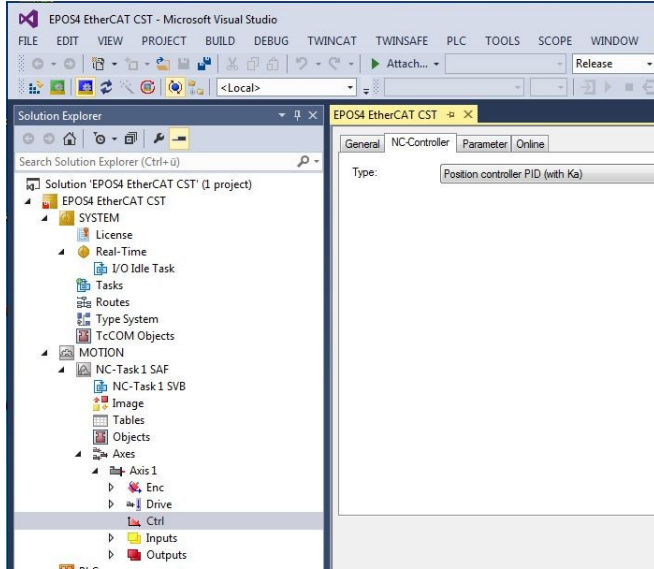 EPOS4 EtherCAT CST - Microsoft Visual Studio
FILE EDIT VIEW PROJECT BUILD DEBUG TWINCAT TWINSAFE PLC TOOLS SCOPE WINDOW
Attach... Release
<Local>
Solution Explorer
Search Solution Explorer (Ctrl+ü)
Solution 'EPOS4 EtherCAT CST' (1 project)
EPOS4 EtherCAT CST
SYSTEM
License
Real-Time
I/O Idle Task
Tasks
Routes
Type System
TcCOM Objects
MOTION
NC-Task 1 SAF
NC-Task 1 SVB
Image
Tables
Objects
Axes
Axis 1
Enc
Drive
Ctrl
Inputs
Outputs
EPOS4 EtherCAT CST
General NC-Controller Parameter Online
Type: Position controller PID (with Ka)